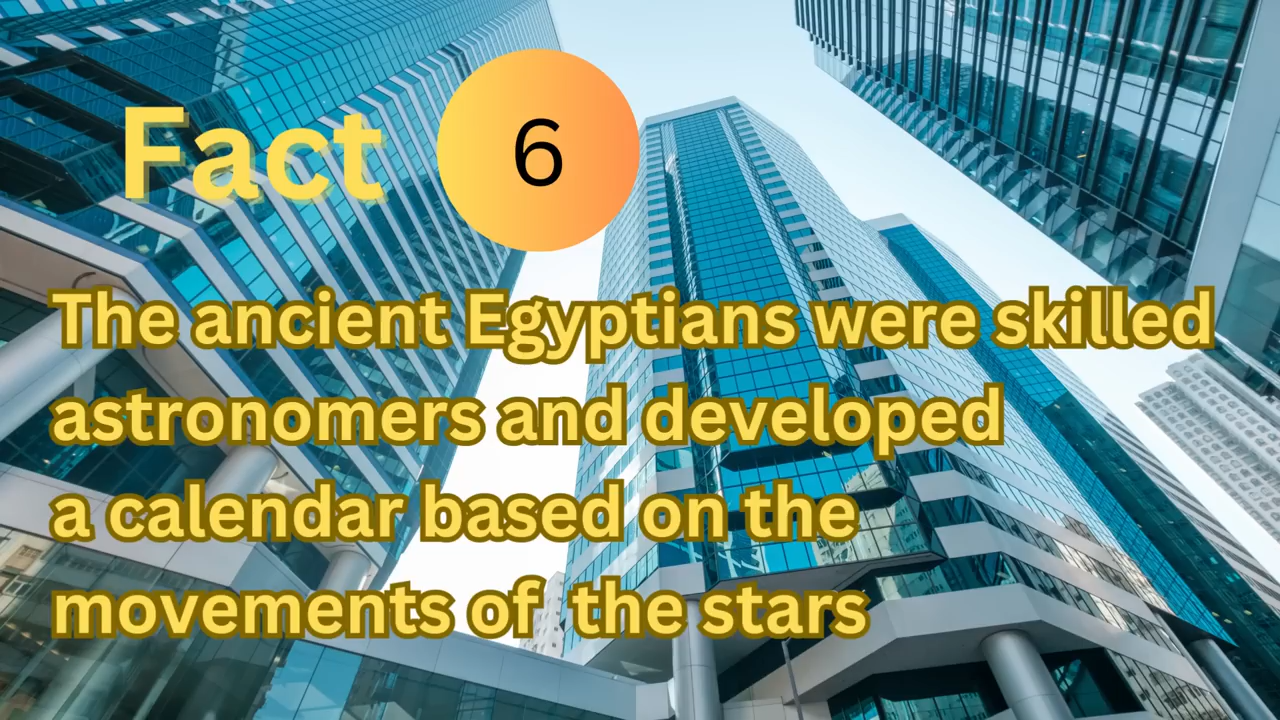 Fact 6
The ancient Egyptians were skilled
astronomers and developed
a calendar based on the
movements of  the stars